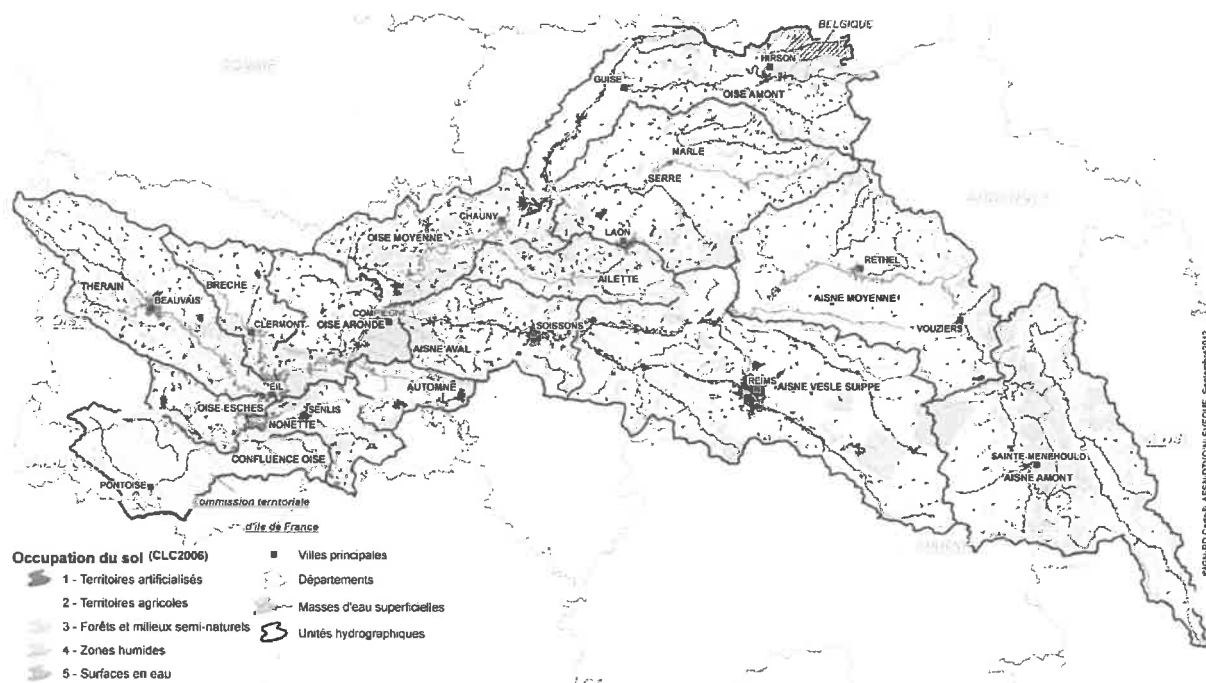 BELGIQUE
HIRSON
GUISE
OISE AMONT
MARLE
SERRE
CHAUNY
LAON
OISE MOYENNE
RETHEL
THERAIN
BRECHE
AILETTE
BEAUVAIS
AISNE MOYENNE
CLERMONT
OISE ARONDE
SOISSONS
VOUZIERS
AISNE AVAL
REIMS
AISNE VESLE SUIPPE
AUTOMNE
OISE-ESCHES
SENLIS
NONETTE
CONFLUENCE OISE
SAINTE-MENEHOULD
AISNE AMONT
PONTOISE
Commission territoriale
d'île de France
Occupation du sol (CLC2006)
1 - Territoires artificialisés
2 - Territoires agricoles
3 - Forêts et milieux semi-naturels
4 - Zones humides
5 - Surfaces en eau
Villes principales
Départements
Masses d'eau superficielles
Unités hydrographiques